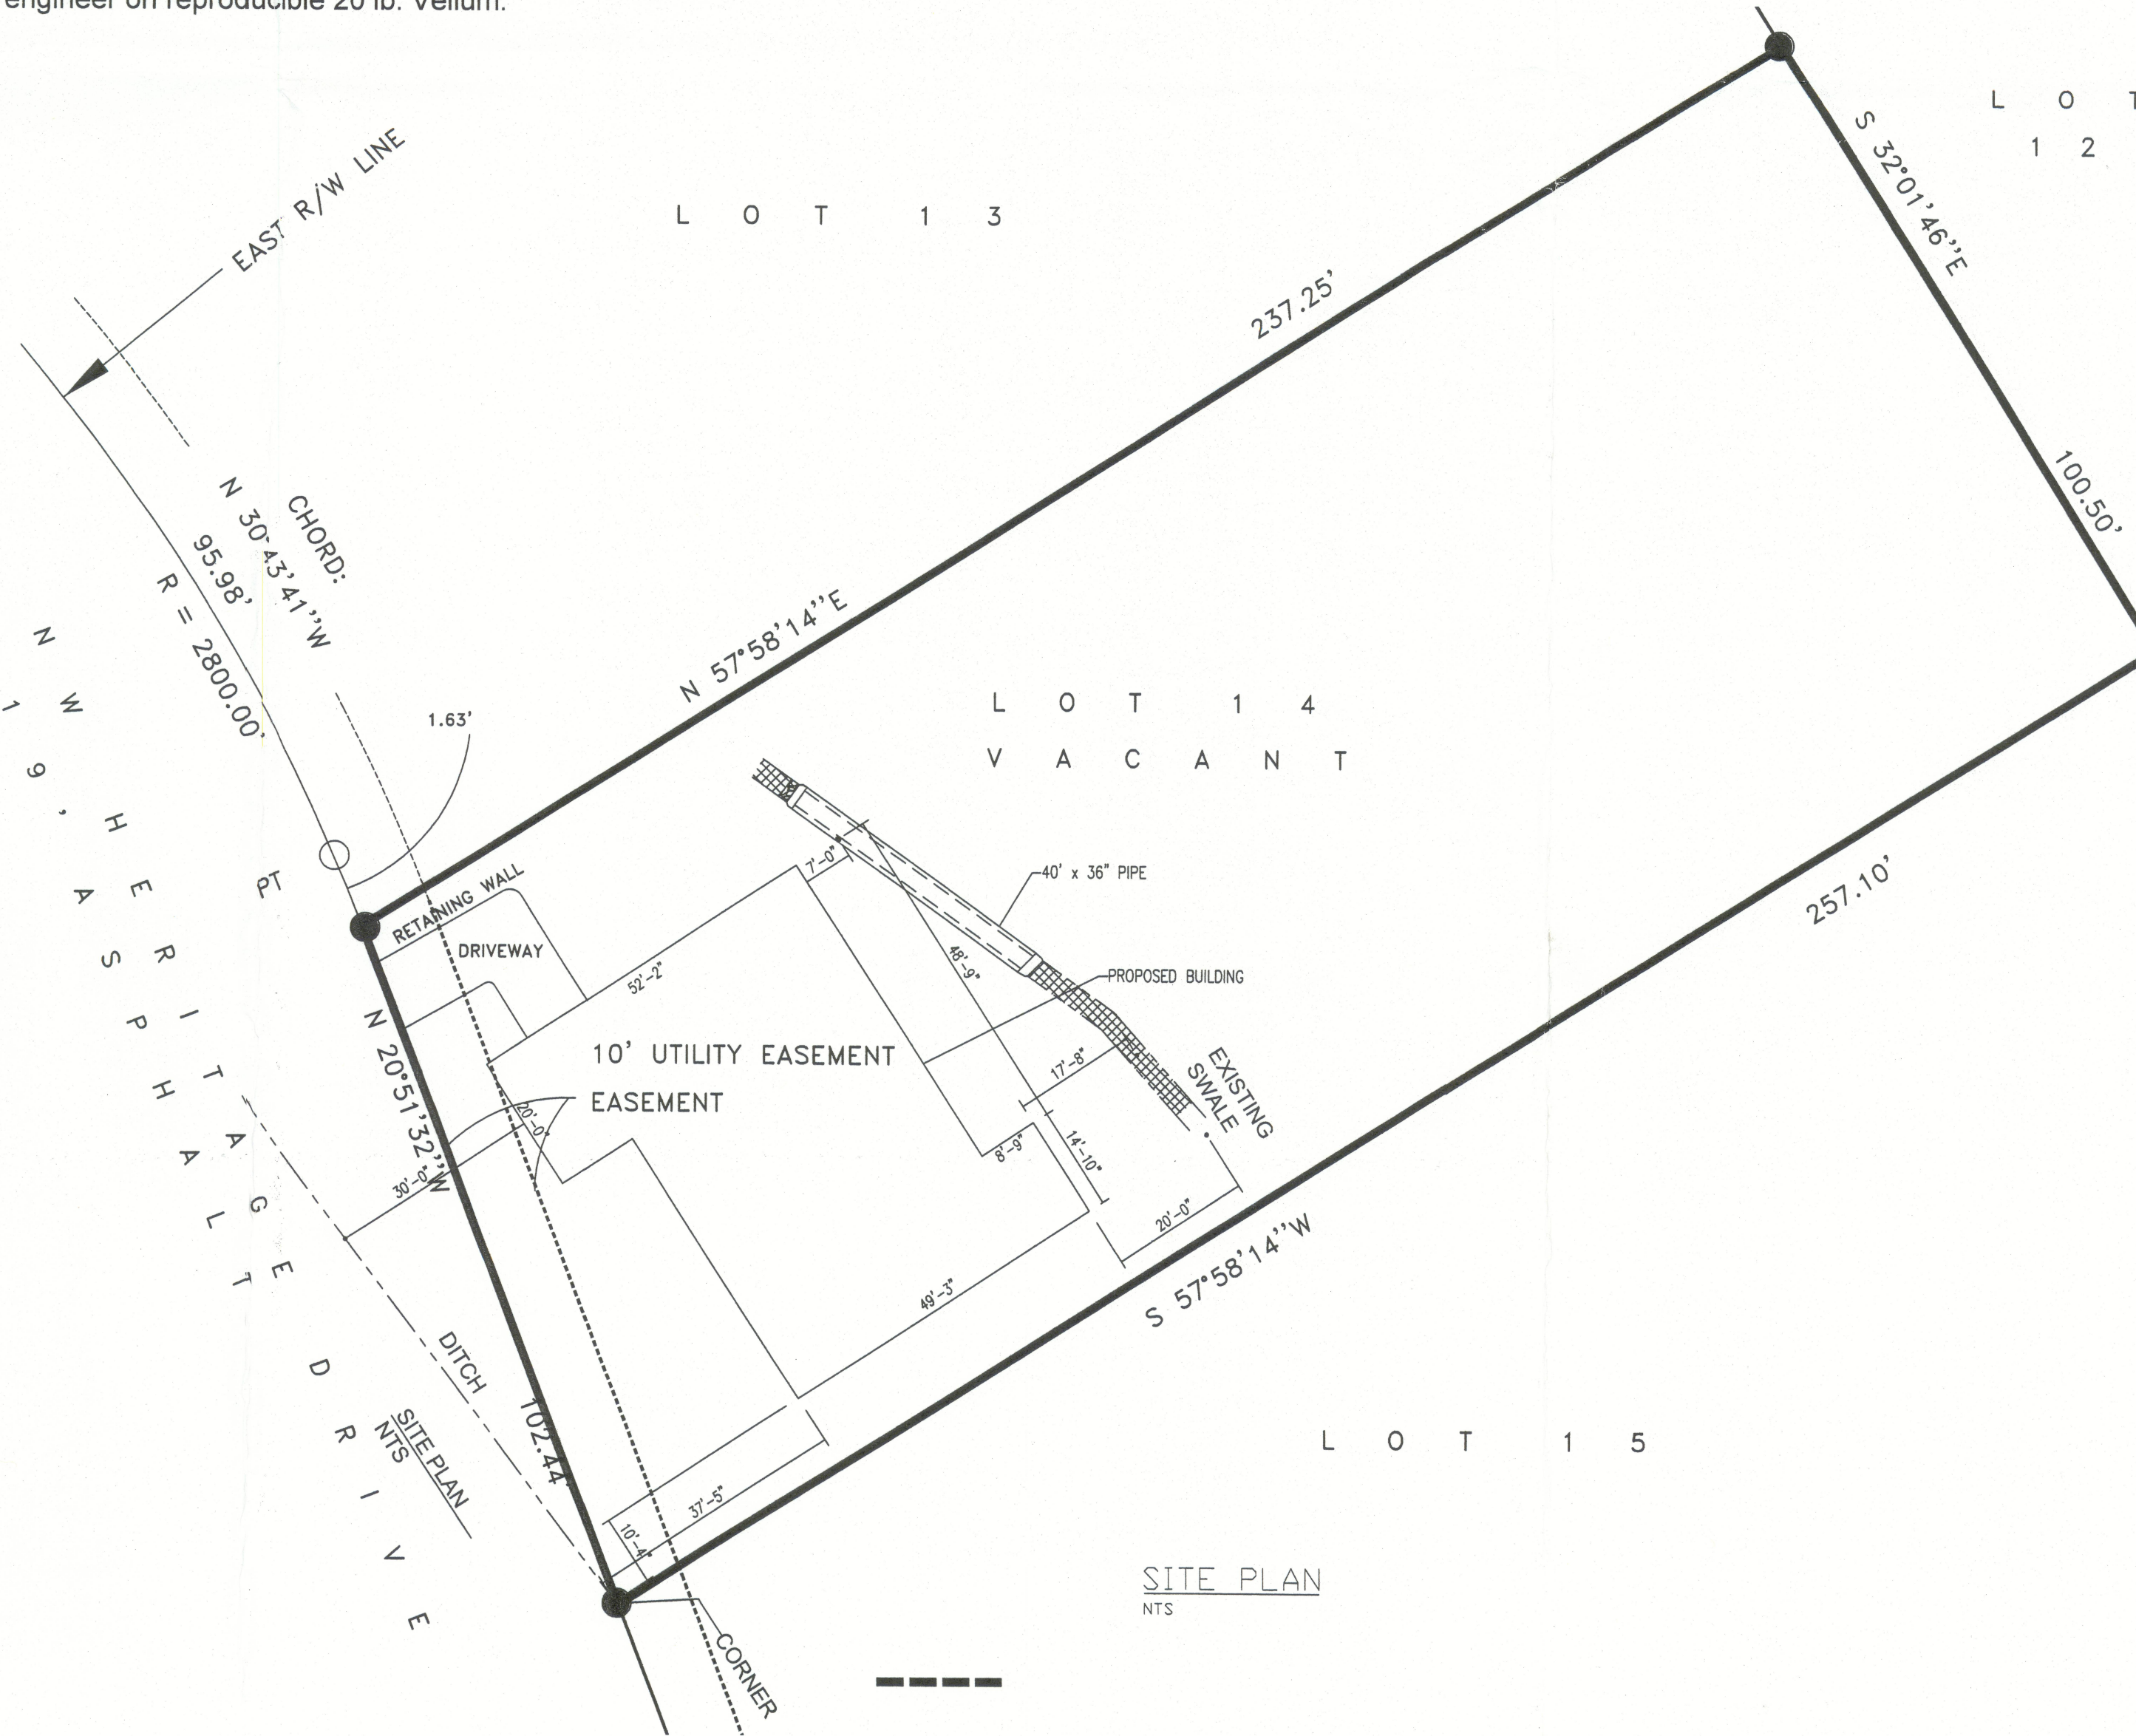 engineer on reproducible 20 lb. Vellum.
EAST R/W LINE
LOT 13
LOT
12
S 32°01'46''E
100.50'
237.25'
N 57°58'14''E
CHORD:
N 30°43'41''W
95.98'
R = 2800.00'
1.63'
PT
NW HERITAGE DRIVE
19' ASPHALT
LOT 14
VACANT
RETAINING WALL
DRIVEWAY
52'-2"
7'-0"
40' x 36" PIPE
48'-9"
PROPOSED BUILDING
17'-8"
EXISTING
SWALE
10' UTILITY EASEMENT
EASEMENT
20'-0"
30'-0"
N 20°51'32''W
102.44'
8'-9"
14'-10"
20'-0"
49'-3"
257.10'
S 57°58'14''W
DITCH
SITE PLAN
NTS
37'-5"
10'-4"
LOT 15
CORNER
SITE PLAN
NTS